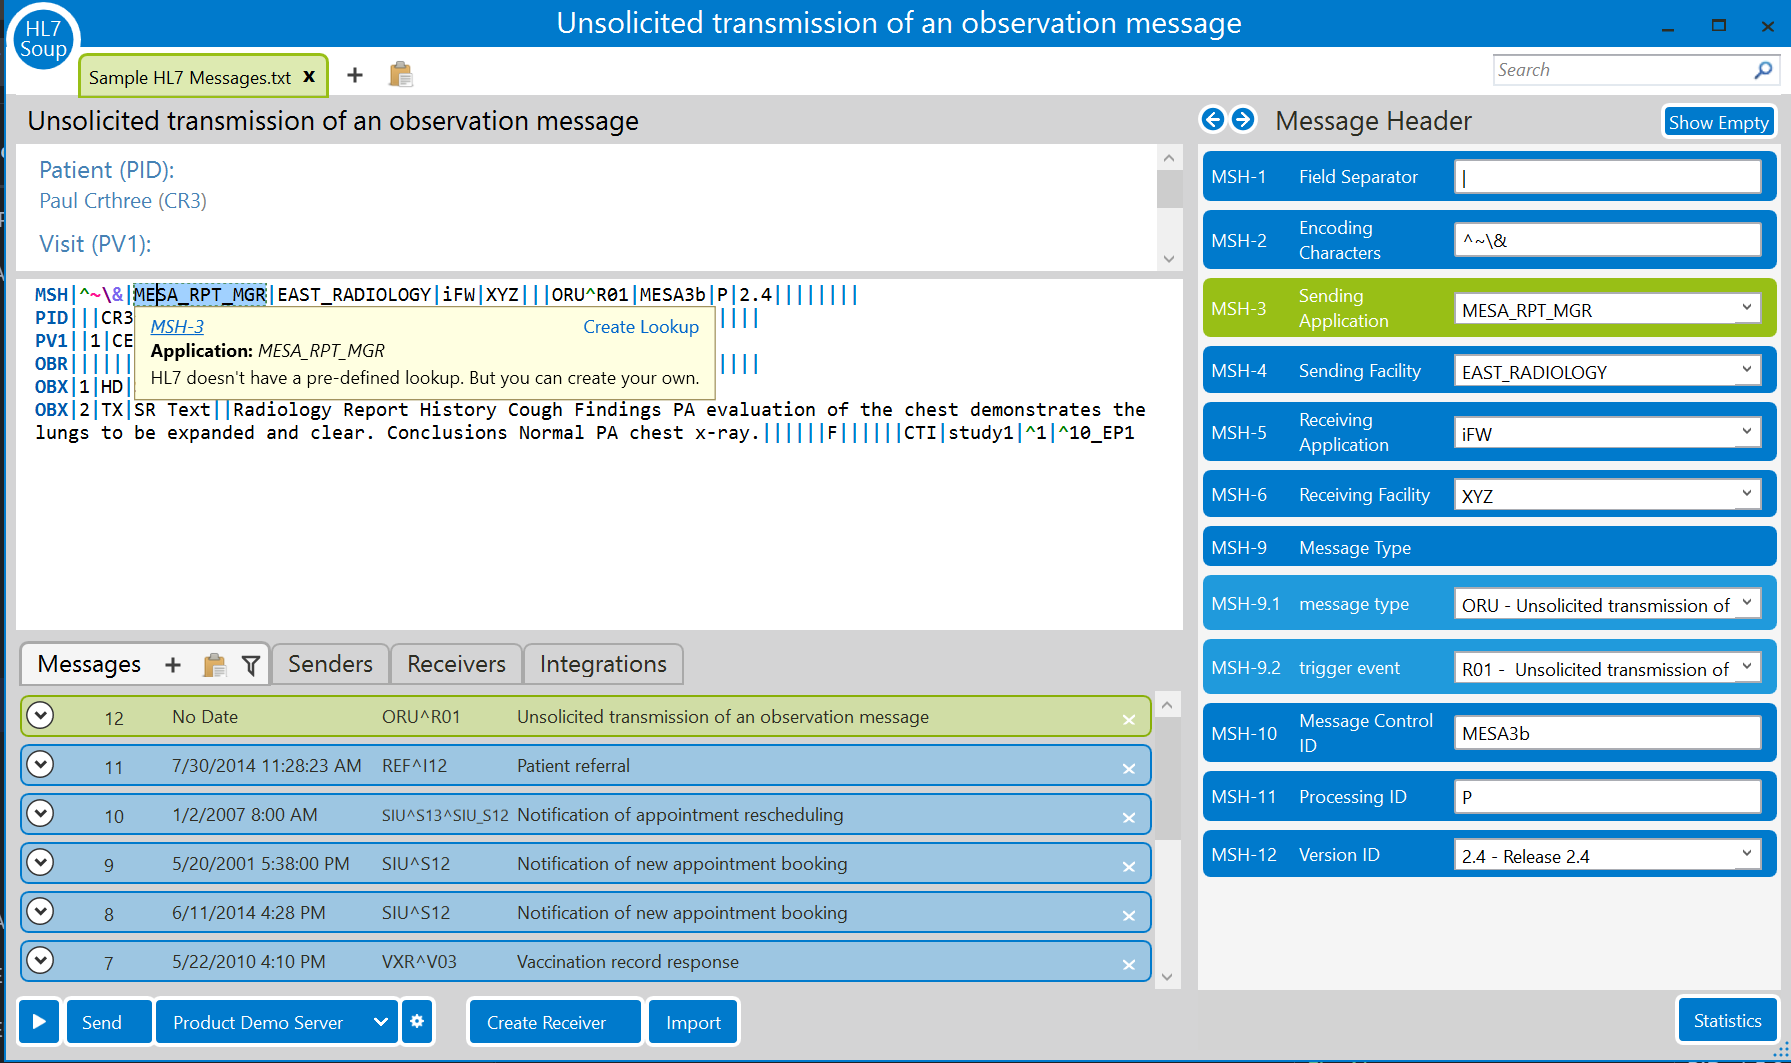 HL7
Soup
Unsolicited transmission of an observation message
Sample HL7 Messages.txt x +
Search
Unsolicited transmission of an observation message
Patient (PID):
Paul Crthree (CR3)
Visit (PV1):
MSH|^~\&|MESA_RPT_MGR|EAST_RADIOLOGY|iFW|XYZ|||ORU^R01|MESA3b|P|2.4||||||||
PID|||CR3 ||||
PV1||1|CE
OBR|||||| ||||
OBX|1|HD|
OBX|2|TX|SR Text||Radiology Report History Cough Findings PA evaluation of the chest demonstrates the
lungs to be expanded and clear. Conclusions Normal PA chest x-ray.||||||F||||||CTI|study1|^1|^10_EP1
MSH-3 Create Lookup
Application: MESA_RPT_MGR
HL7 doesn't have a pre-defined lookup. But you can create your own.
Messages + Senders Receivers Integrations
12 No Date ORU^R01 Unsolicited transmission of an observation message
11 7/30/2014 11:28:23 AM REF^I12 Patient referral
10 1/2/2007 8:00 AM SIU^S13^SIU_S12 Notification of appointment rescheduling
9 5/20/2001 5:38:00 PM SIU^S12 Notification of new appointment booking
8 6/11/2014 4:28 PM SIU^S12 Notification of new appointment booking
7 5/22/2010 4:10 PM VXR^V03 Vaccination record response
Send Product Demo Server Create Receiver Import
Message Header Show Empty
MSH-1 Field Separator |
MSH-2 Encoding
Characters ^~\&
MSH-3 Sending
Application MESA_RPT_MGR
MSH-4 Sending Facility EAST_RADIOLOGY
MSH-5 Receiving
Application iFW
MSH-6 Receiving Facility XYZ
MSH-9 Message Type
MSH-9.1 message type ORU - Unsolicited transmission of
MSH-9.2 trigger event R01 - Unsolicited transmission of
MSH-10 Message Control
ID MESA3b
MSH-11 Processing ID P
MSH-12 Version ID 2.4 - Release 2.4
Statistics